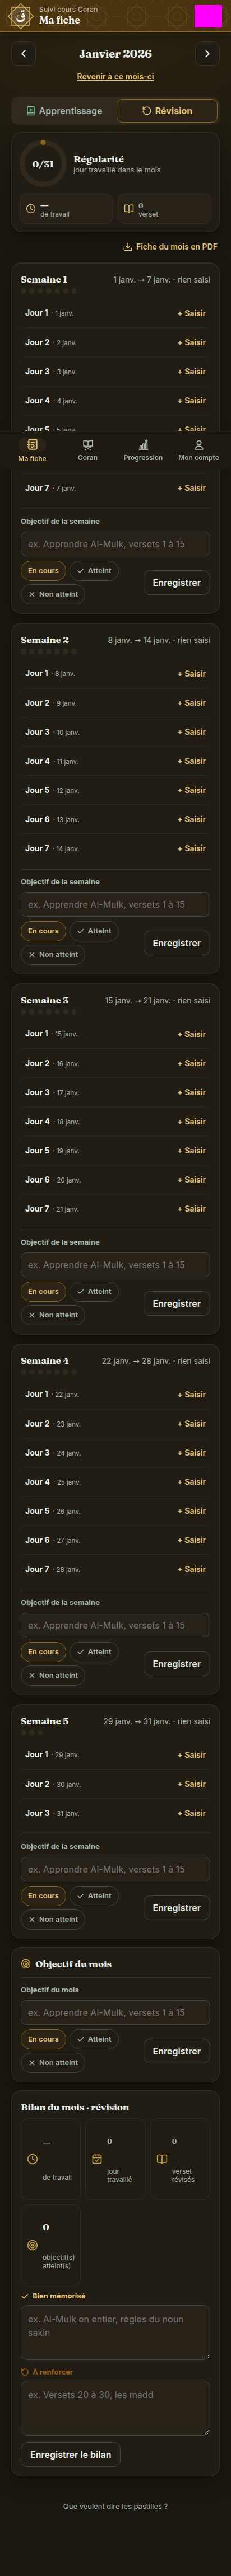 Suivi cours Coran
Ma fiche
Janvier 2026
Revenir à ce mois-ci
Apprentissage
Révision
0/31
Régularité
jour travaillé dans le mois
—
de travail
0
verset
Fiche du mois en PDF
Semaine 1 1 janv. → 7 janv. · rien saisi
Jour 1 · 1 janv. + Saisir
Jour 2 · 2 janv. + Saisir
Jour 3 · 3 janv. + Saisir
Jour 4 · 4 janv. + Saisir
Jour 5 · 5 janv. + Saisir
Ma fiche Coran Progression Mon compte
Jour 7 · 7 janv. + Saisir
Objectif de la semaine
ex. Apprendre Al-Mulk, versets 1 à 15
En cours Atteint
Non atteint
Enregistrer
Semaine 2 8 janv. → 14 janv. · rien saisi
Jour 1 · 8 janv. + Saisir
Jour 2 · 9 janv. + Saisir
Jour 3 · 10 janv. + Saisir
Jour 4 · 11 janv. + Saisir
Jour 5 · 12 janv. + Saisir
Jour 6 · 13 janv. + Saisir
Jour 7 · 14 janv. + Saisir
Objectif de la semaine
ex. Apprendre Al-Mulk, versets 1 à 15
En cours Atteint
Non atteint
Enregistrer
Semaine 3 15 janv. → 21 janv. · rien saisi
Jour 1 · 15 janv. + Saisir
Jour 2 · 16 janv. + Saisir
Jour 3 · 17 janv. + Saisir
Jour 4 · 18 janv. + Saisir
Jour 5 · 19 janv. + Saisir
Jour 6 · 20 janv. + Saisir
Jour 7 · 21 janv. + Saisir
Objectif de la semaine
ex. Apprendre Al-Mulk, versets 1 à 15
En cours Atteint
Non atteint
Enregistrer
Semaine 4 22 janv. → 28 janv. · rien saisi
Jour 1 · 22 janv. + Saisir
Jour 2 · 23 janv. + Saisir
Jour 3 · 24 janv. + Saisir
Jour 4 · 25 janv. + Saisir
Jour 5 · 26 janv. + Saisir
Jour 6 · 27 janv. + Saisir
Jour 7 · 28 janv. + Saisir
Objectif de la semaine
ex. Apprendre Al-Mulk, versets 1 à 15
En cours Atteint
Non atteint
Enregistrer
Semaine 5 29 janv. → 31 janv. · rien saisi
Jour 1 · 29 janv. + Saisir
Jour 2 · 30 janv. + Saisir
Jour 3 · 31 janv. + Saisir
Objectif de la semaine
ex. Apprendre Al-Mulk, versets 1 à 15
En cours Atteint
Non atteint
Enregistrer
Objectif du mois
Objectif du mois
ex. Apprendre Al-Mulk, versets 1 à 15
En cours Atteint
Non atteint
Enregistrer
Bilan du mois · révision
—
de travail
0
jour
travaillé
0
verset
révisés
0
objectif(s)
atteint(s)
Bien mémorisé
ex. Al-Mulk en entier, règles du noun
sakin
À renforcer
ex. Versets 20 à 30, les madd
Enregistrer le bilan
Que veulent dire les pastilles ?